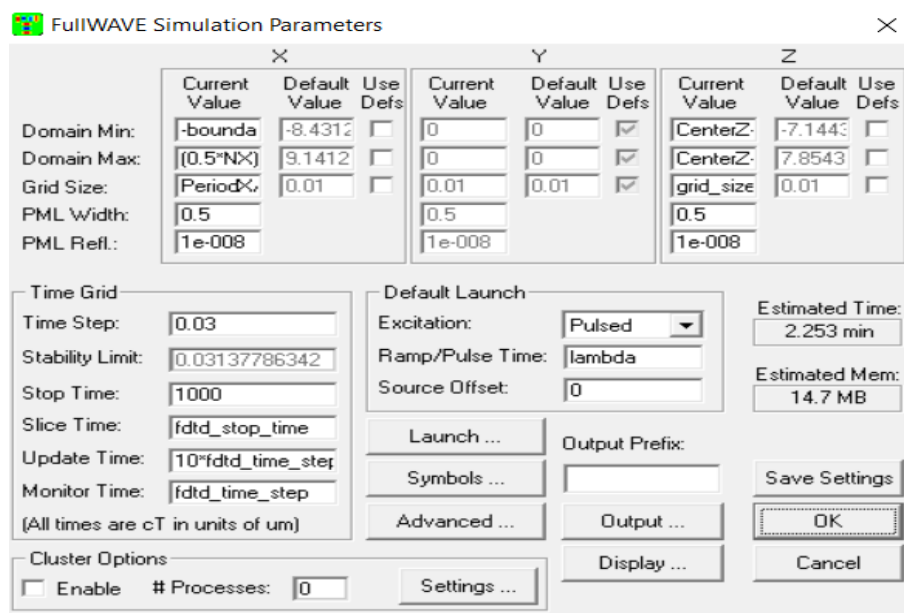 FullWAVE Simulation Parameters
X Y Z
Current Value Default Value Use Defs Current Value Default Value Use Defs Current Value Default Value Use Defs
Domain Min: -bounda -8.4312 0 0 CenterZ- -7.1443
Domain Max: (0.5*NX) 9.1412 0 0 CenterZ- 7.8543
Grid Size: PeriodX/ 0.01 0.01 0.01 grid_size 0.01
PML Width: 0.5 0.5 0.5
PML Refl.: 1e-008 1e-008 1e-008
Time Grid
Time Step: 0.03
Stability Limit: 0.03137786342
Stop Time: 1000
Slice Time: fdtd_stop_time
Update Time: 10*fdtd_time_step
Monitor Time: fdtd_time_step
(All times are cT in units of um)
Default Launch
Excitation: Pulsed
Ramp/Pulse Time: lambda
Source Offset: 0
Estimated Time:
2.253 min
Estimated Mem:
14.7 MB
Launch ...
Symbols ...
Advanced ...
Output Prefix:
Output ...
Display ...
Save Settings
OK
Cancel
Cluster Options
Enable # Processes: 0 Settings ...